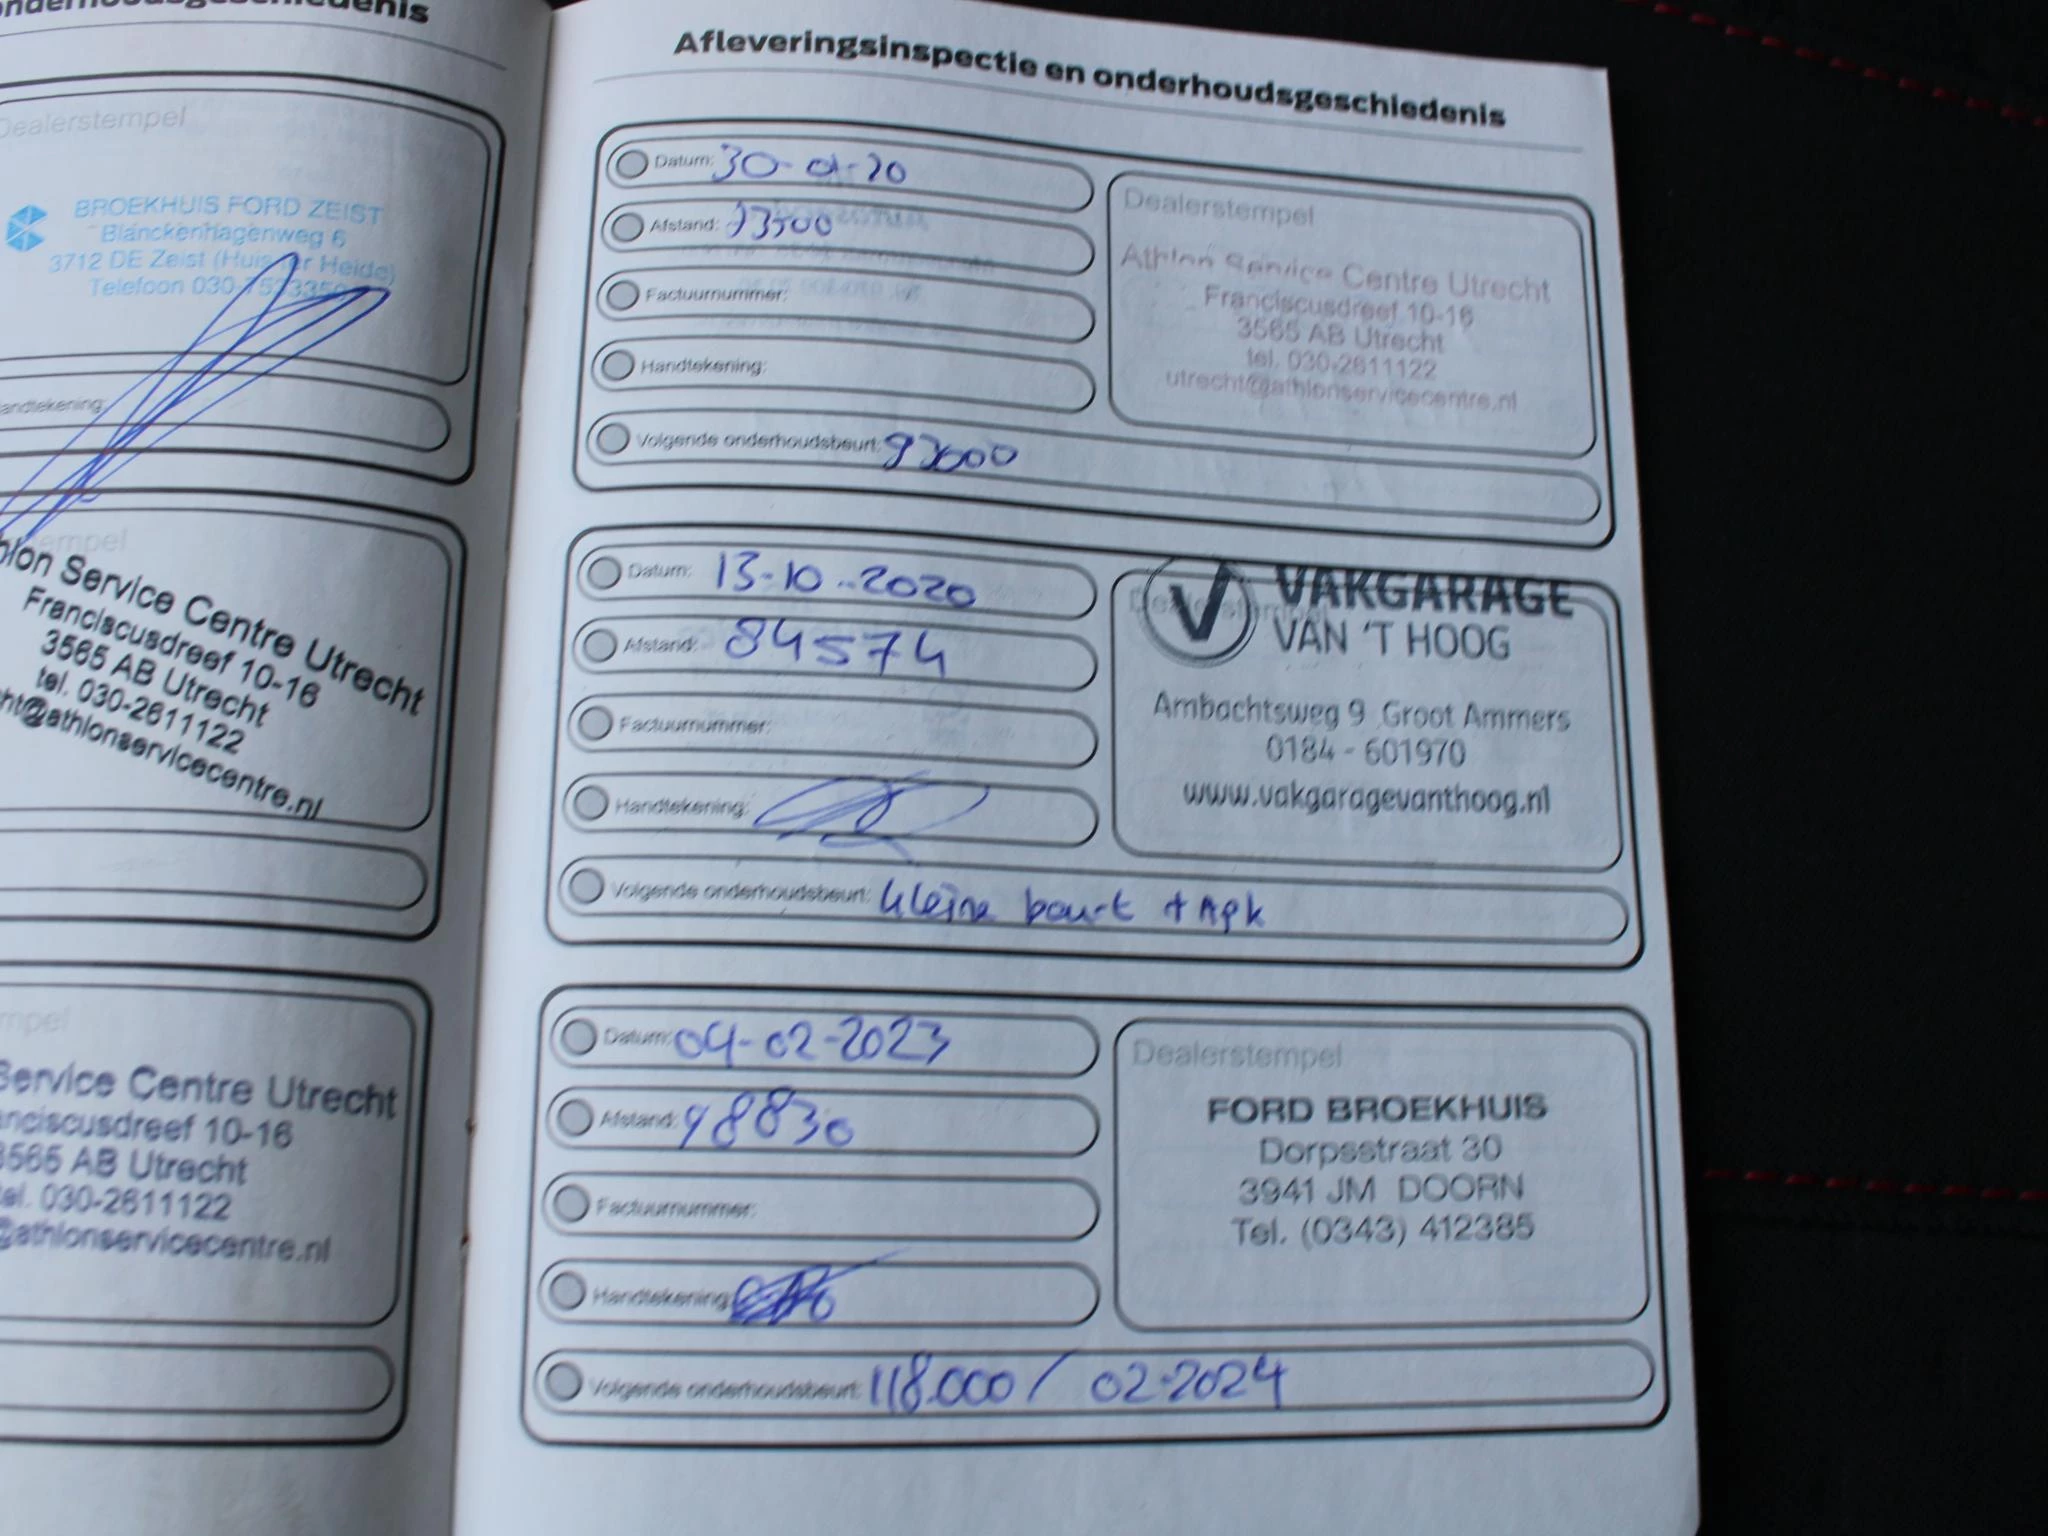 onderhoudsgeschiedenis
Dealerstempel
BROEKHUIS FORD ZEIST
Blanckenhagenweg 6
3712 DE Zeist (Huis ter Heide)
Telefoon 030
Handtekening:
Service Centre Utrecht
Franciscusdreef 10-16
3565 AB Utrecht
tel. 030-2611122
@athlonservicecentre.nl
Service Centre Utrecht
10-16
3565 AB Utrecht
tel. 030-2611122
@athlonservicecentre.nl
Afleveringsinspectie en onderhoudsgeschiedenis
Datum: 30-01-20
Afstand: 73500
Factuurnummer:
Handtekening:
Volgende onderhoudsbeurt:
Dealerstempel
Athlon Service Centre Utrecht
Franciscusdreef 10-16
3565 AB Utrecht
tel. 030-2611122
utrecht@athlonservicecentre.nl
Datum: 13-10-2020
Afstand: 84574
Factuurnummer:
Handtekening:
Volgende onderhoudsbeurt: kleine beurt + Apk
Dealerstempel
V VAKGARAGE
VAN 'T HOOG
Ambachtsweg 9 Groot Ammers
0184 - 601970
www.vakgaragevanthoog.nl
Datum: 09-02-2023
Afstand: 98830
Factuurnummer:
Handtekening:
Volgende onderhoudsbeurt: 118.000 / 02-2024
Dealerstempel
FORD BROEKHUIS
Dorpsstraat 30
3941 JM DOORN
Tel. (0343) 412385